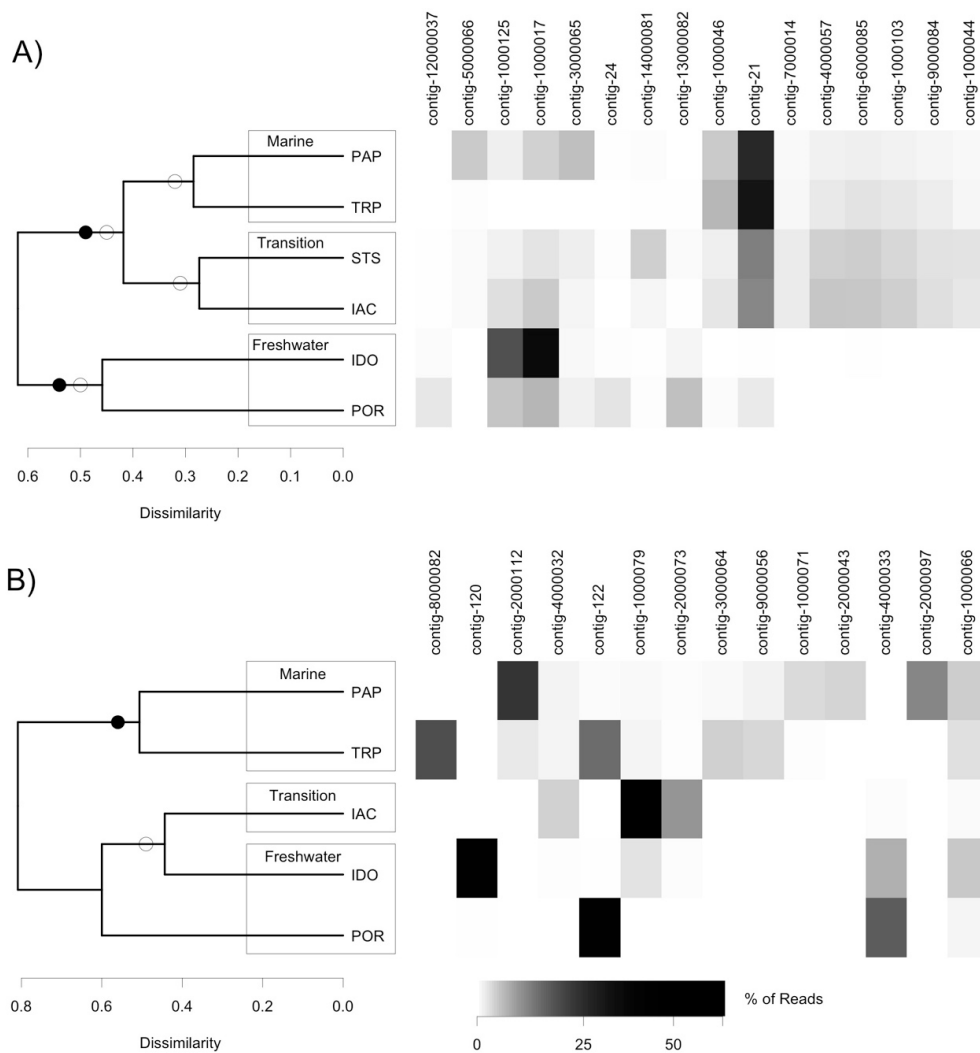 A)
contig-12000037
contig-5000066
contig-1000125
contig-1000017
contig-3000065
contig-24
contig-14000081
contig-13000082
contig-1000046
contig-21
contig-7000014
contig-4000057
contig-6000085
contig-1000103
contig-9000084
contig-1000044
Marine
PAP
TRP
Transition
STS
IAC
Freshwater
IDO
POR
0.6 0.5 0.4 0.3 0.2 0.1 0.0
Dissimilarity
B)
contig-8000082
contig-120
contig-2000112
contig-4000032
contig-122
contig-1000079
contig-2000073
contig-3000064
contig-9000056
contig-1000071
contig-2000043
contig-4000033
contig-2000097
contig-1000066
Marine
PAP
TRP
Transition
IAC
Freshwater
IDO
POR
0.8 0.6 0.4 0.2 0.0
Dissimilarity
% of Reads
0 25 50